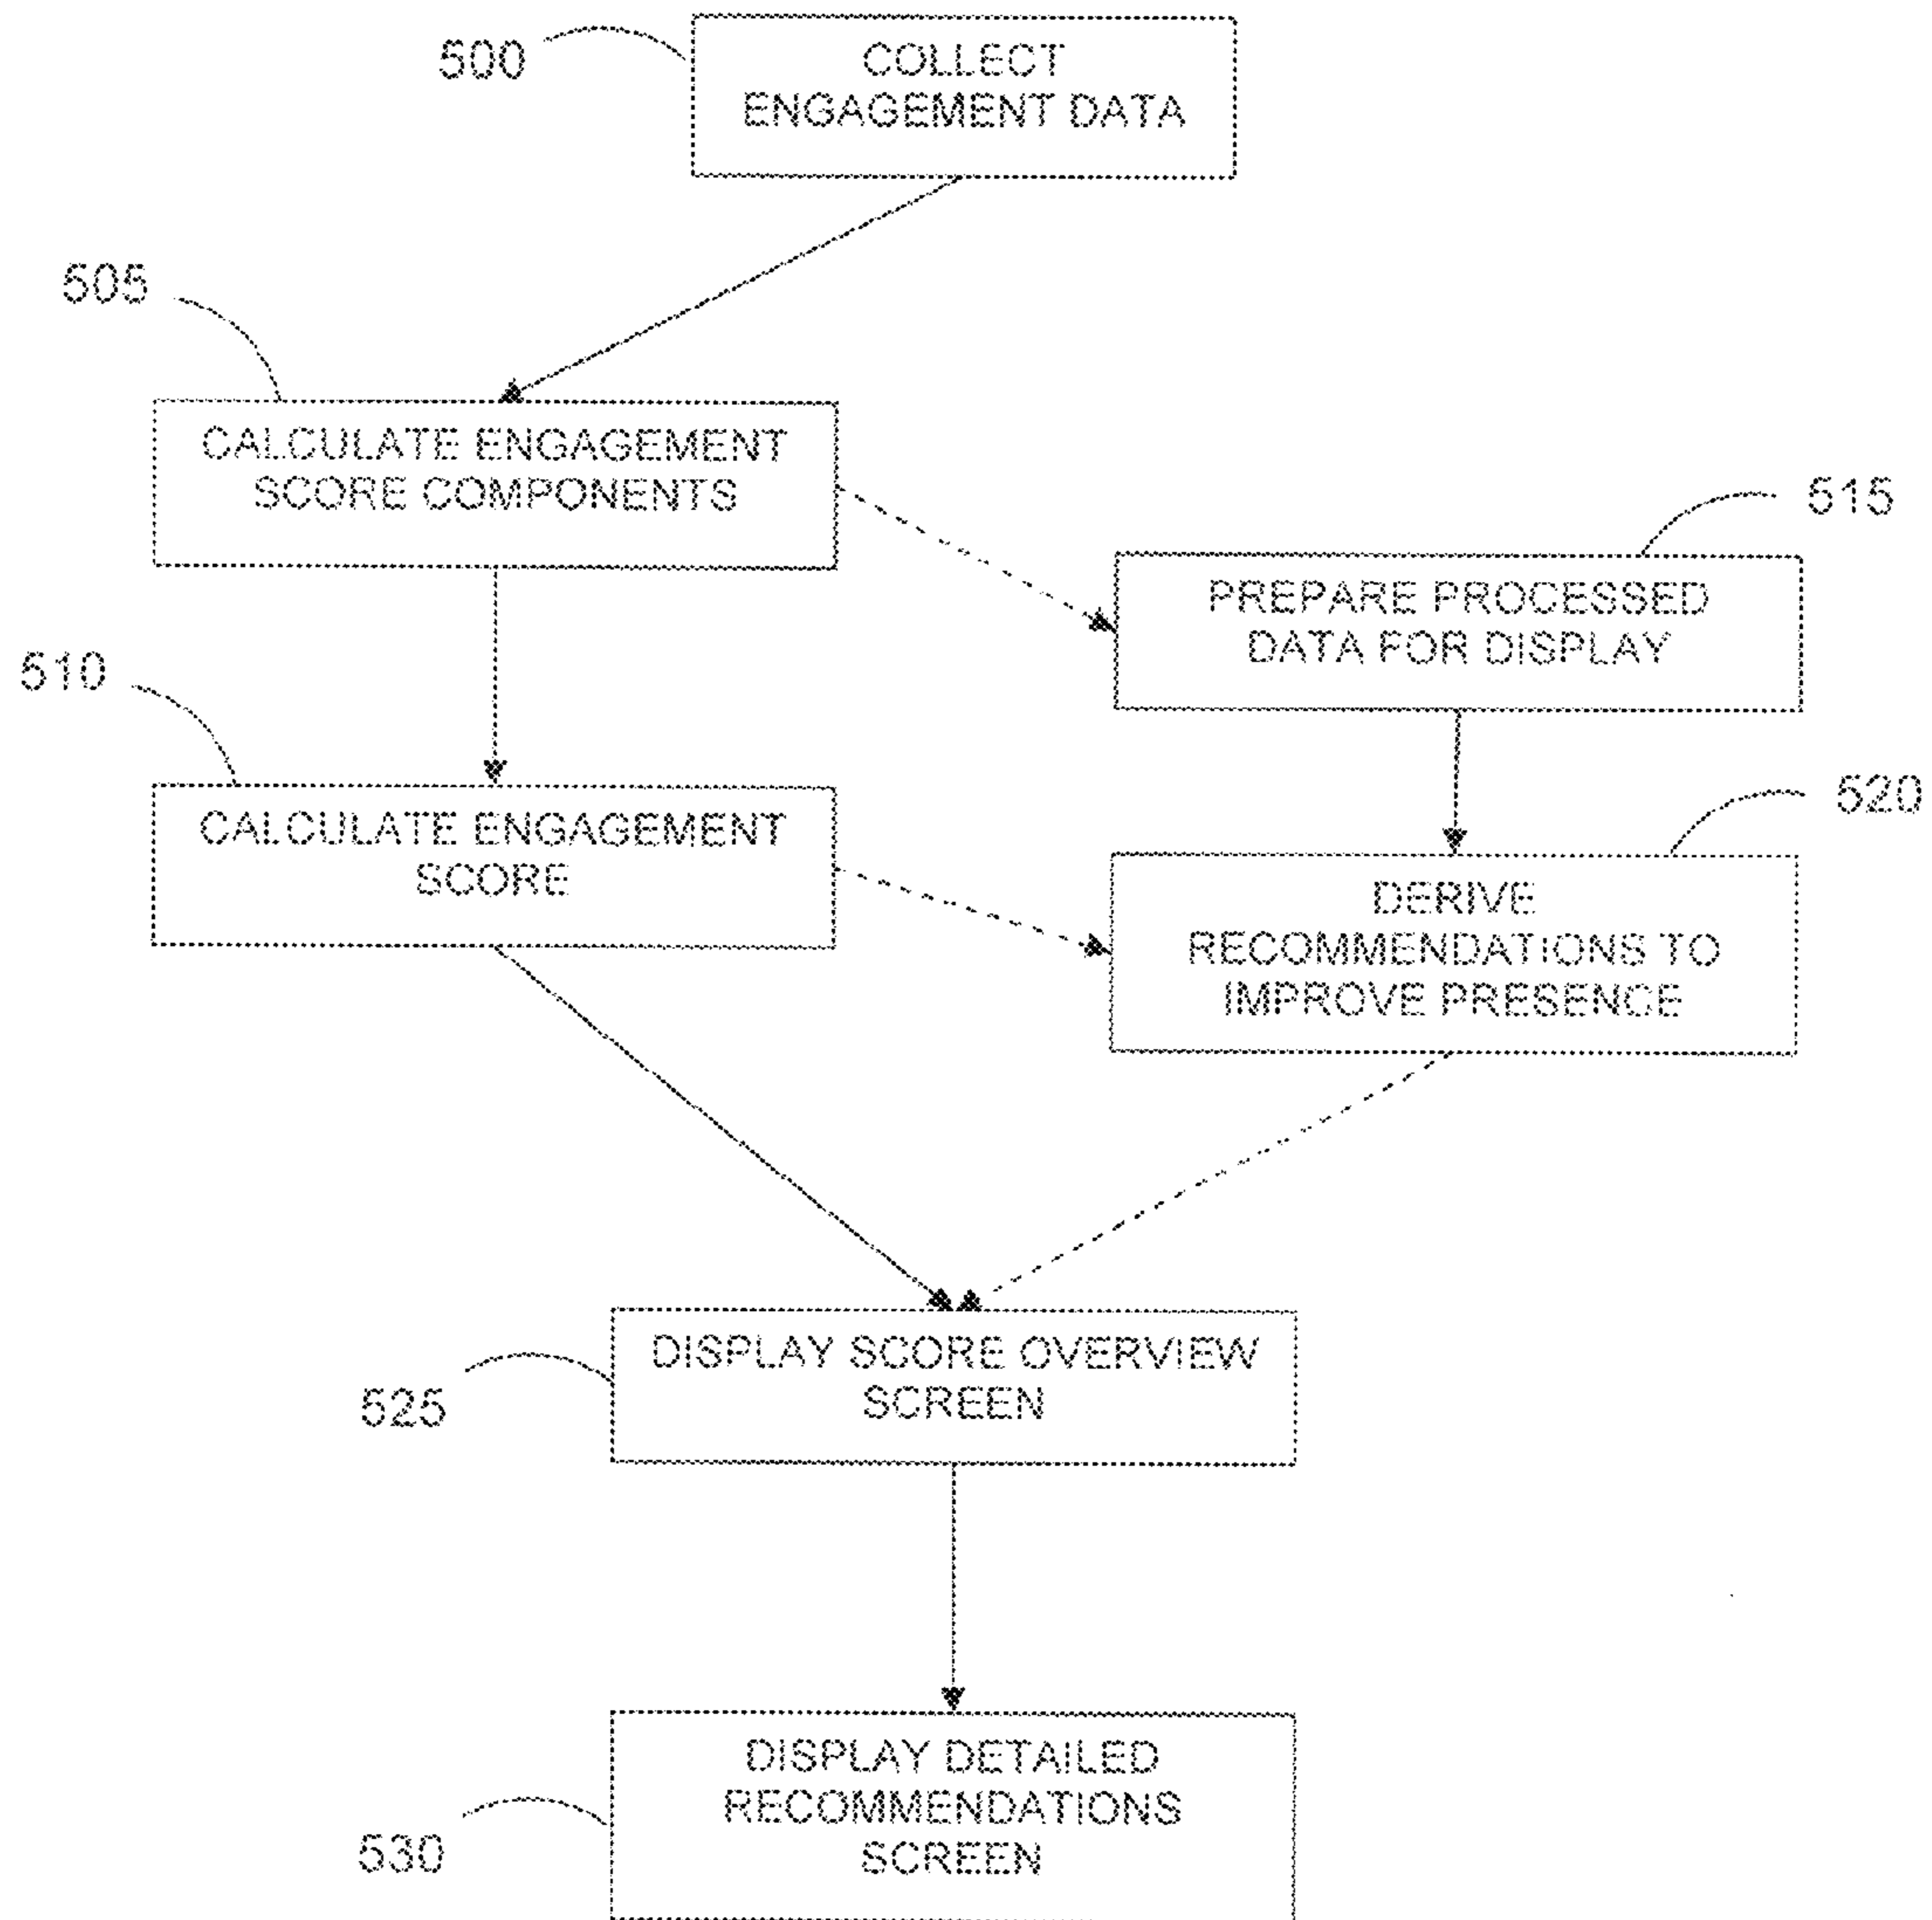 500
COLLECT
ENGAGEMENT DATA
505
CALCULATE ENGAGEMENT
SCORE COMPONENTS
515
PREPARE PROCESSED
DATA FOR DISPLAY
510
CALCULATE ENGAGEMENT
SCORE
520
DERIVE
RECOMMENDATIONS TO
IMPROVE PRESENCE
525
DISPLAY SCORE OVERVIEW
SCREEN
530
DISPLAY DETAILED
RECOMMENDATIONS
SCREEN